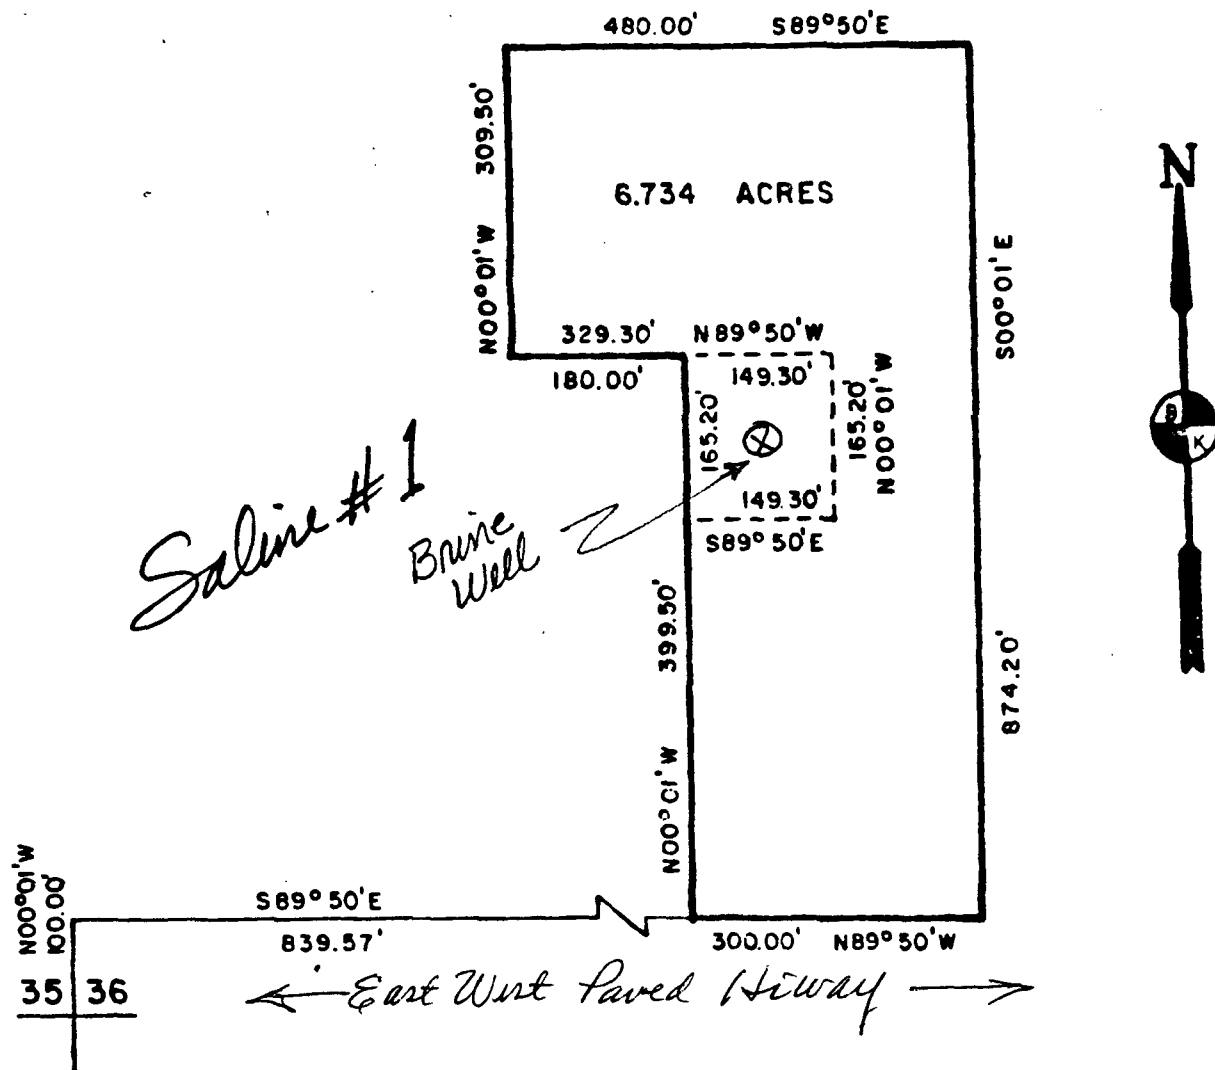 480.00' S89°50'E
309.50'
N00°01'W
6.734 ACRES
N
S00°01'E
329.30' N89°50'W
180.00'
149.30'
165.20'
165.20'
N00°01'W
B
K
Saline #1
Brine
Well
149.30'
S89°50'E
399.50'
874.20'
N00°01'W
N00°01'W
100.00'
S89°50'E
839.57'
300.00' N89°50'W
35 36
East West Paved Hiway